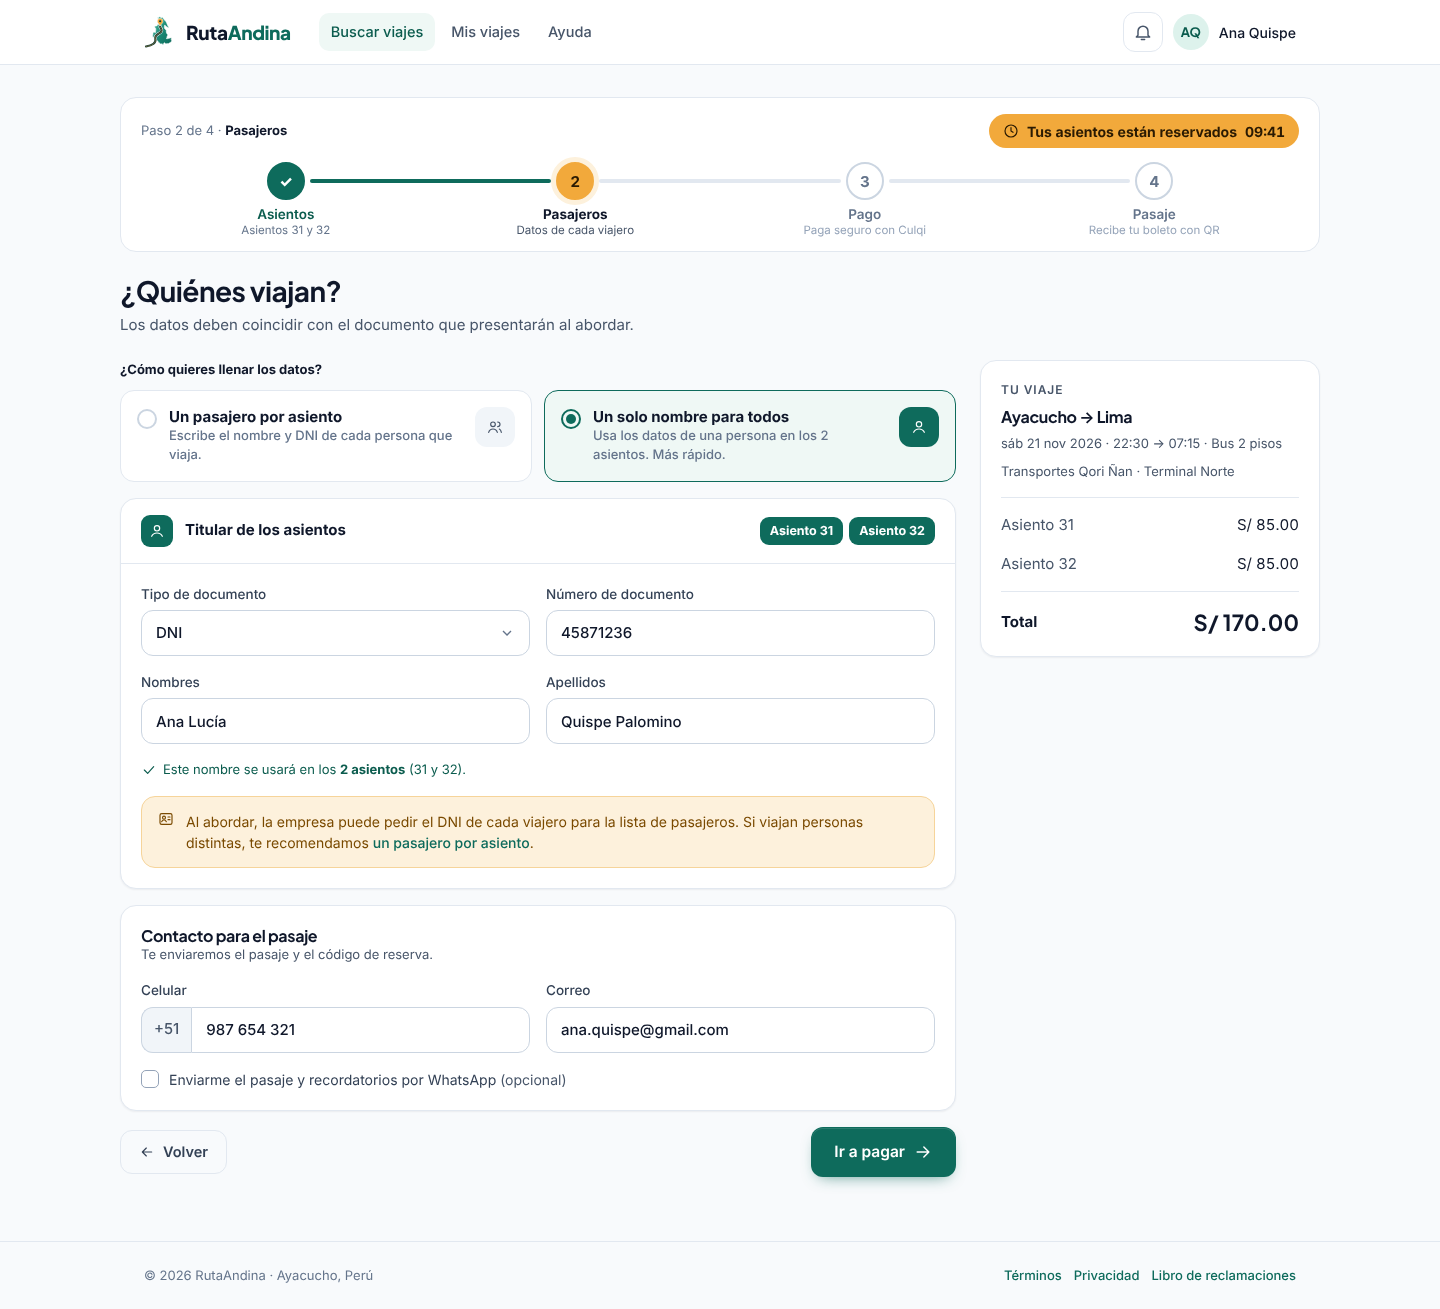 RutaAndina
Buscar viajes
Mis viajes
Ayuda
AQ
Ana Quispe
Paso 2 de 4 · Pasajeros
Tus asientos están reservados 09:41
2
3
4
Asientos
Pasajeros
Pago
Pasaje
Asientos 31 y 32
Datos de cada viajero
Paga seguro con Culqi
Recibe tu boleto con QR
¿Quiénes viajan?
Los datos deben coincidir con el documento que presentarán al abordar.
¿Cómo quieres llenar los datos?
Un pasajero por asiento
Escribe el nombre y DNI de cada persona que
viaja.
Un solo nombre para todos
Usa los datos de una persona en los 2
asientos. Más rápido.
Titular de los asientos
Asiento 31
Asiento 32
Tipo de documento
DNI
Número de documento
45871236
Nombres
Ana Lucía
Apellidos
Quispe Palomino
Este nombre se usará en los 2 asientos (31 y 32).
Al abordar, la empresa puede pedir el DNI de cada viajero para la lista de pasajeros. Si viajan personas
distintas, te recomendamos un pasajero por asiento.
Contacto para el pasaje
Te enviaremos el pasaje y el código de reserva.
Celular
+51
987 654 321
Correo
ana.quispe@gmail.com
Enviarme el pasaje y recordatorios por WhatsApp (opcional)
← Volver
Ir a pagar →
TU VIAJE
Ayacucho → Lima
sáb 21 nov 2026 · 22:30 → 07:15 · Bus 2 pisos
Transportes Qori Ñan · Terminal Norte
Asiento 31 S/ 85.00
Asiento 32 S/ 85.00
Total S/ 170.00
© 2026 RutaAndina · Ayacucho, Perú
Términos
Privacidad
Libro de reclamaciones